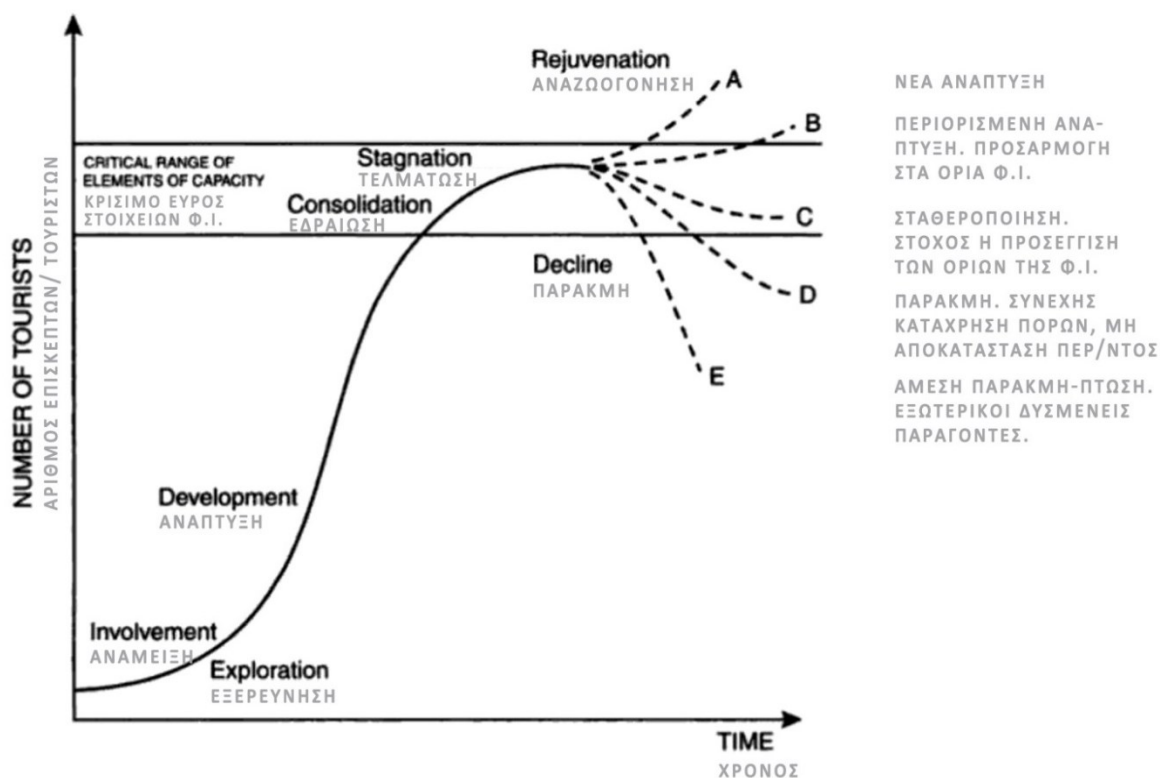 Rejuvenation
ΑΝΑΖΩΟΓΟΝΗΣΗ
A
B
CRITICAL RANGE OF
ELEMENTS OF CAPACITY
ΚΡΙΣΙΜΟ ΕΥΡΟΣ
ΣΤΟΙΧΕΙΩΝ Φ.Ι.
Stagnation
ΤΕΛΜΑΤΩΣΗ
Consolidation
ΕΔΡΑΙΩΣΗ
C
Decline
ΠΑΡΑΚΜΗ
D
E
NUMBER OF TOURISTS
ΑΡΙΘΜΟΣ ΕΠΙΣΚΕΠΤΩΝ/ ΤΟΥΡΙΣΤΩΝ
Development
ΑΝΑΠΤΥΞΗ
Involvement
ΑΝΑΜΕΙΞΗ
Exploration
ΕΞΕΡΕΥΝΗΣΗ
TIME
ΧΡΟΝΟΣ
ΝΕΑ ΑΝΑΠΤΥΞΗ
ΠΕΡΙΟΡΙΣΜΕΝΗ ΑΝΑ-
ΠΤΥΞΗ. ΠΡΟΣΑΡΜΟΓΗ
ΣΤΑ ΟΡΙΑ Φ.Ι.
ΣΤΑΘΕΡΟΠΟΙΗΣΗ.
ΣΤΟΧΟΣ Η ΠΡΟΣΕΓΓΙΣΗ
ΤΩΝ ΟΡΙΩΝ ΤΗΣ Φ.Ι.
ΠΑΡΑΚΜΗ. ΣΥΝΕΧΗΣ
ΚΑΤΑΧΡΗΣΗ ΠΟΡΩΝ, ΜΗ
ΑΠΟΚΑΤΑΣΤΑΣΗ ΠΕΡ/ΝΤΟΣ
ΑΜΕΣΗ ΠΑΡΑΚΜΗ-ΠΤΩΣΗ.
ΕΞΩΤΕΡΙΚΟΙ ΔΥΣΜΕΝΕΙΣ
ΠΑΡΑΓΟΝΤΕΣ.